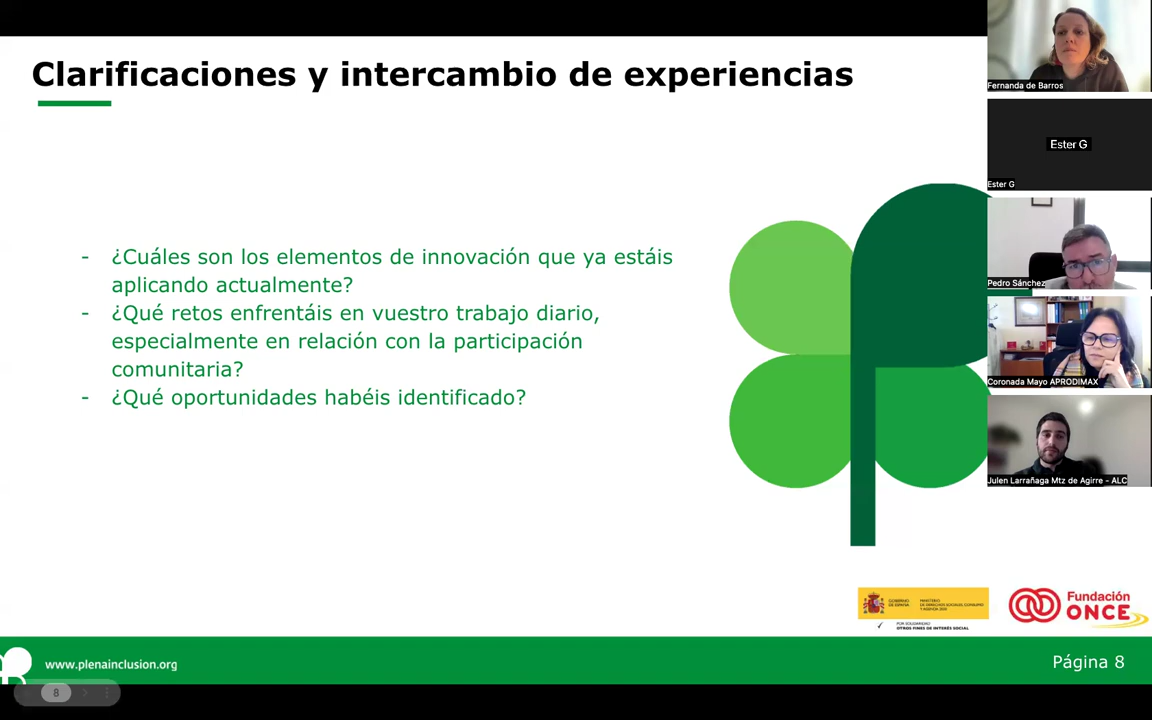 Clarificaciones y intercambio de experiencias
- ¿Cuáles son los elementos de innovación que ya estáis
aplicando actualmente?
- ¿Qué retos enfrentáis en vuestro trabajo diario,
especialmente en relación con la participación
comunitaria?
- ¿Qué oportunidades habéis identificado?
Fernanda de Barros
Ester G
Ester G
Pedro Sánchez
Coronada Mayo APRODIMAX
Julen Larrañaga Mtz de Agirre - ALC
GOBIERNO
DE ESPAÑA
MINISTERIO
DE DERECHOS SOCIALES, CONSUMO
Y AGENDA 2030
POR SOLIDARIDAD
OTROS FINES DE INTERÉS SOCIAL
Fundación
ONCE
www.plenainclusion.org
Página 8
8